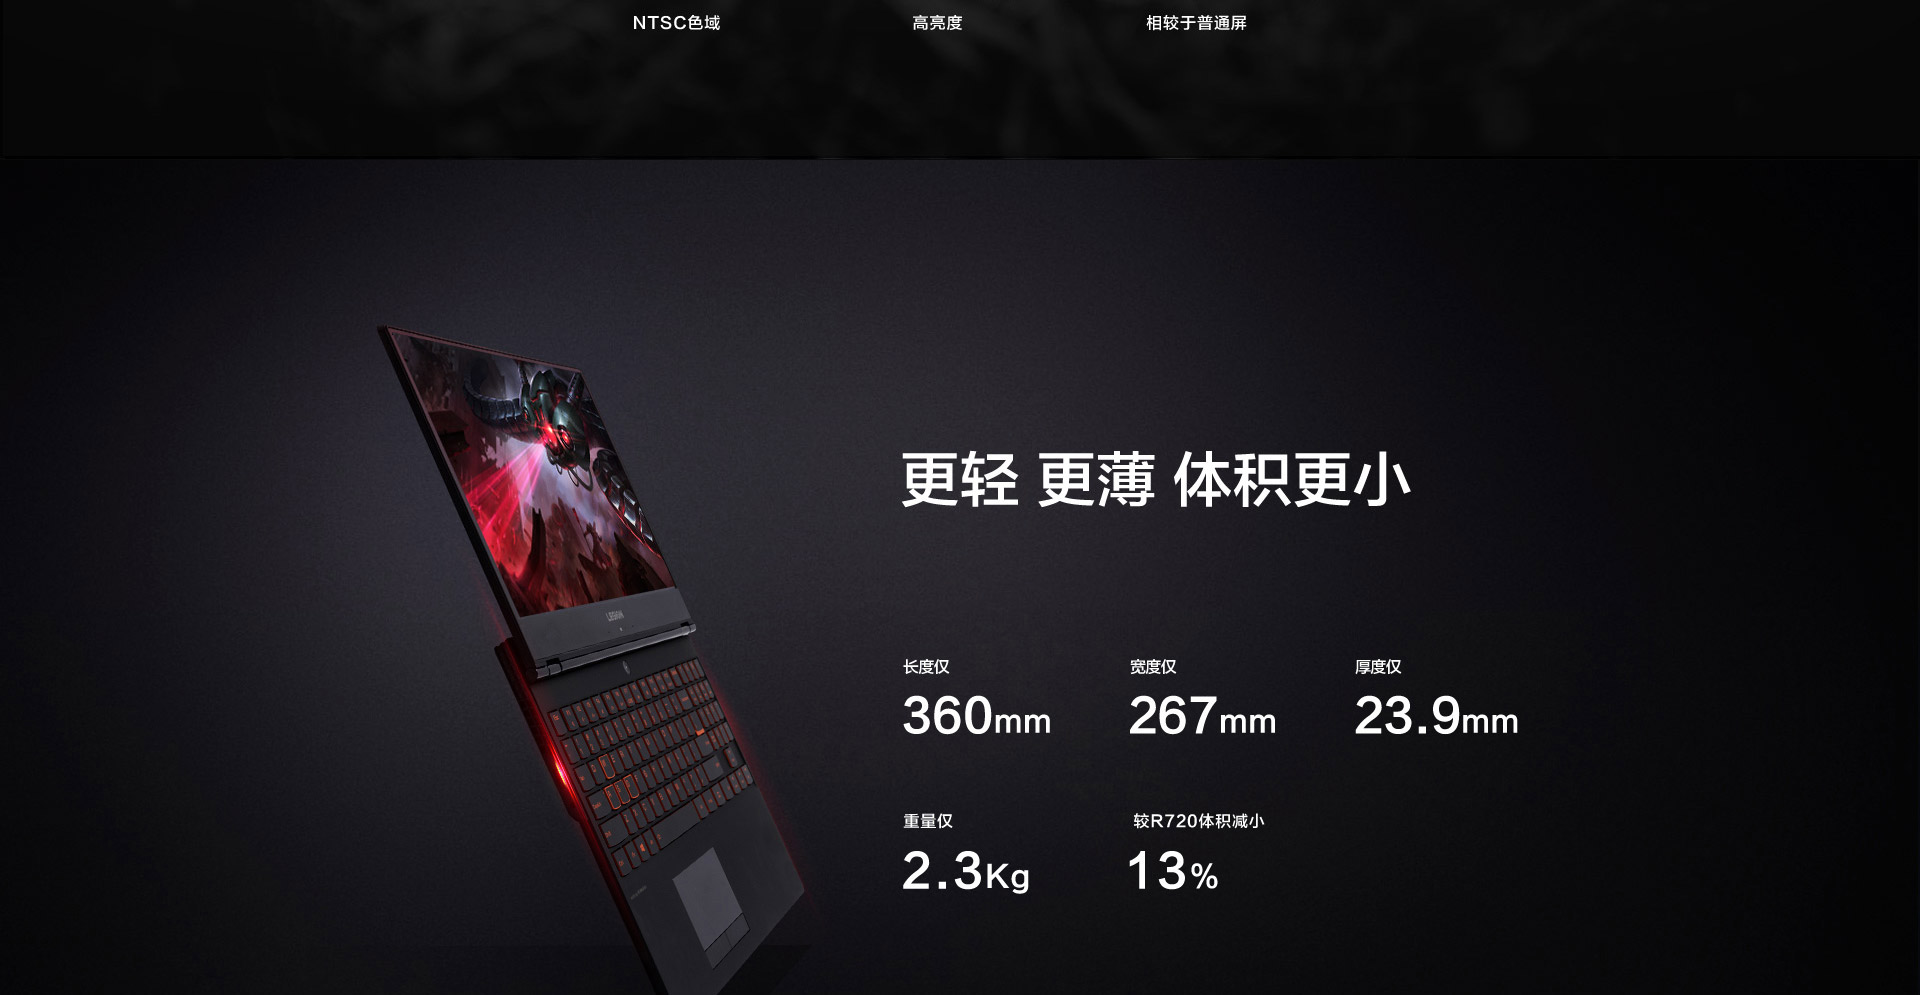 NTSC色域 高亮度 相较于普通屏
更轻 更薄 体积更小
LEGION
长度仅 宽度仅 厚度仅
360mm 267mm 23.9mm
重量仅 较R720体积减小
2.3Kg 13%